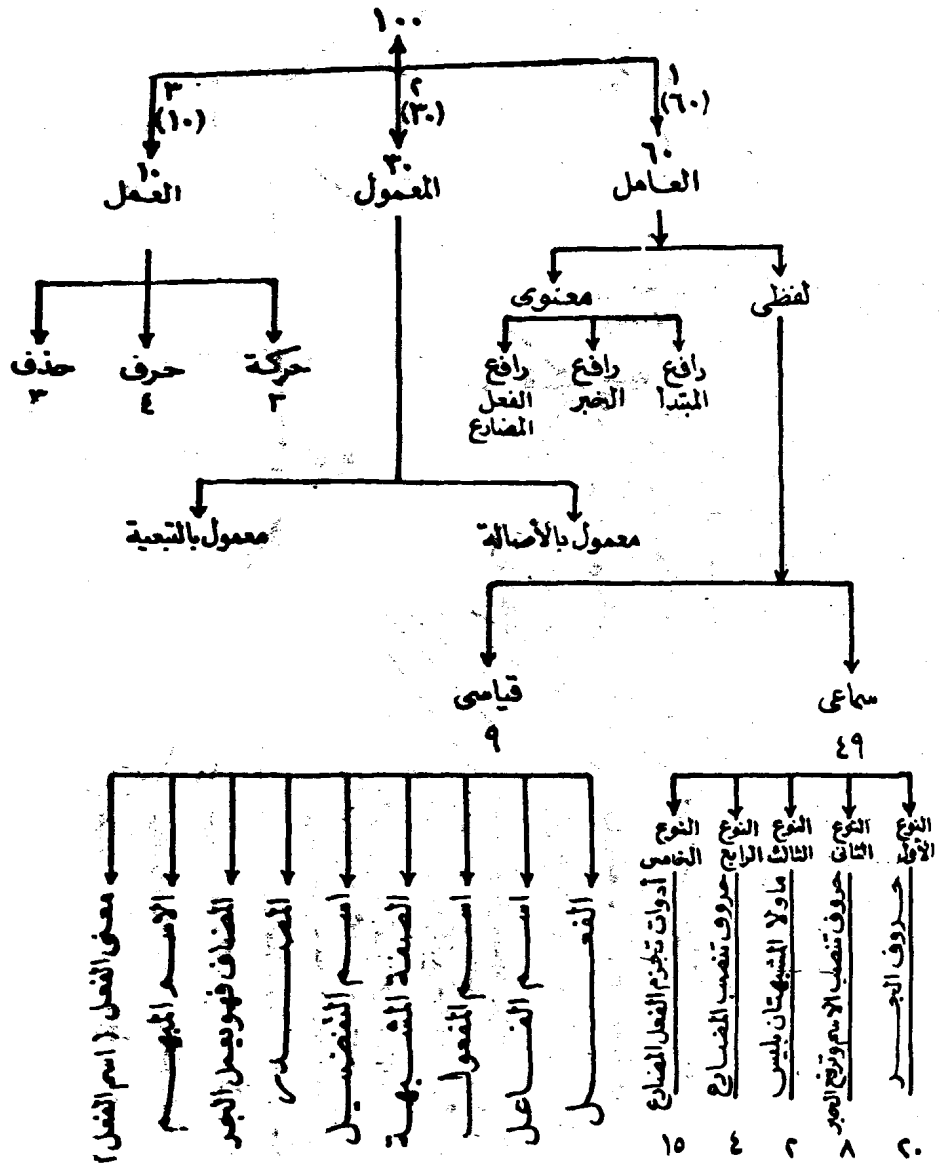 ١٠٠
١
(٦٠)
٢
(٣٠)
٣
(١٠)
٦٠
العامل
٣٠
المعمول
١٠
العمل
لفظى
معنوى
رافع
المبتدأ
رافع
الخبر
رافع
الفعل
المضارع
حركة
٣
حرف
٤
حذف
٣
معمول بالأصالة
معمول بالتبعية
سماعى
٤٩
قياسى
٩
النوع
الأول
حروف الجر
٢٠
النوع
الثانى
حروف تنصب الاسم وترفع الخبر
٨
النوع
الثالث
ما ولا المشبهتان بليس
٢
النوع
الرابع
حروف تنصب المضارع
٤
النوع
الخامس
أدوات تجزم الفعل المضارع
١٥
الفعل
اسم الفاعل
اسم المفعول
الصفة المشبهة
اسم التفضيل
المصدر
المضاف فهو يعمل الجر
الاسم المبهم
معنى الفعل (اسم الفعل)